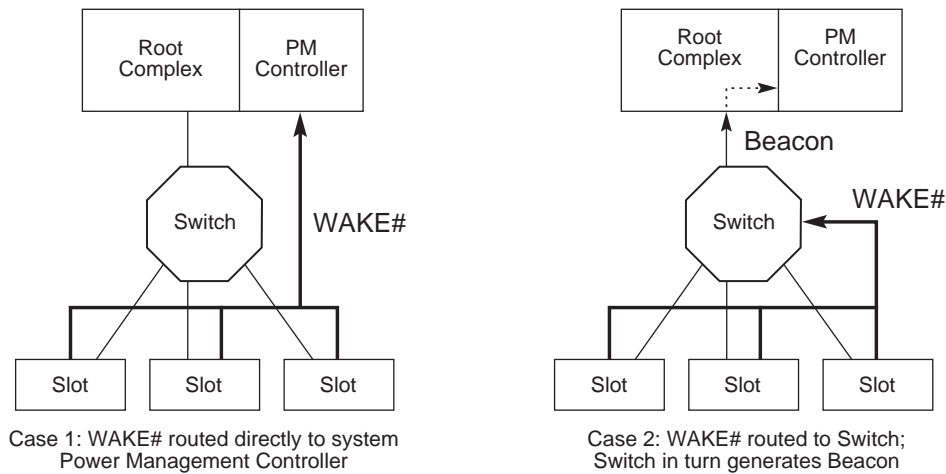 Root
Complex
PM
Controller
Switch
WAKE#
Slot
Slot
Slot
Case 1: WAKE# routed directly to system
Power Management Controller
Root
Complex
PM
Controller
Beacon
Switch
WAKE#
Slot
Slot
Slot
Case 2: WAKE# routed to Switch;
Switch in turn generates Beacon